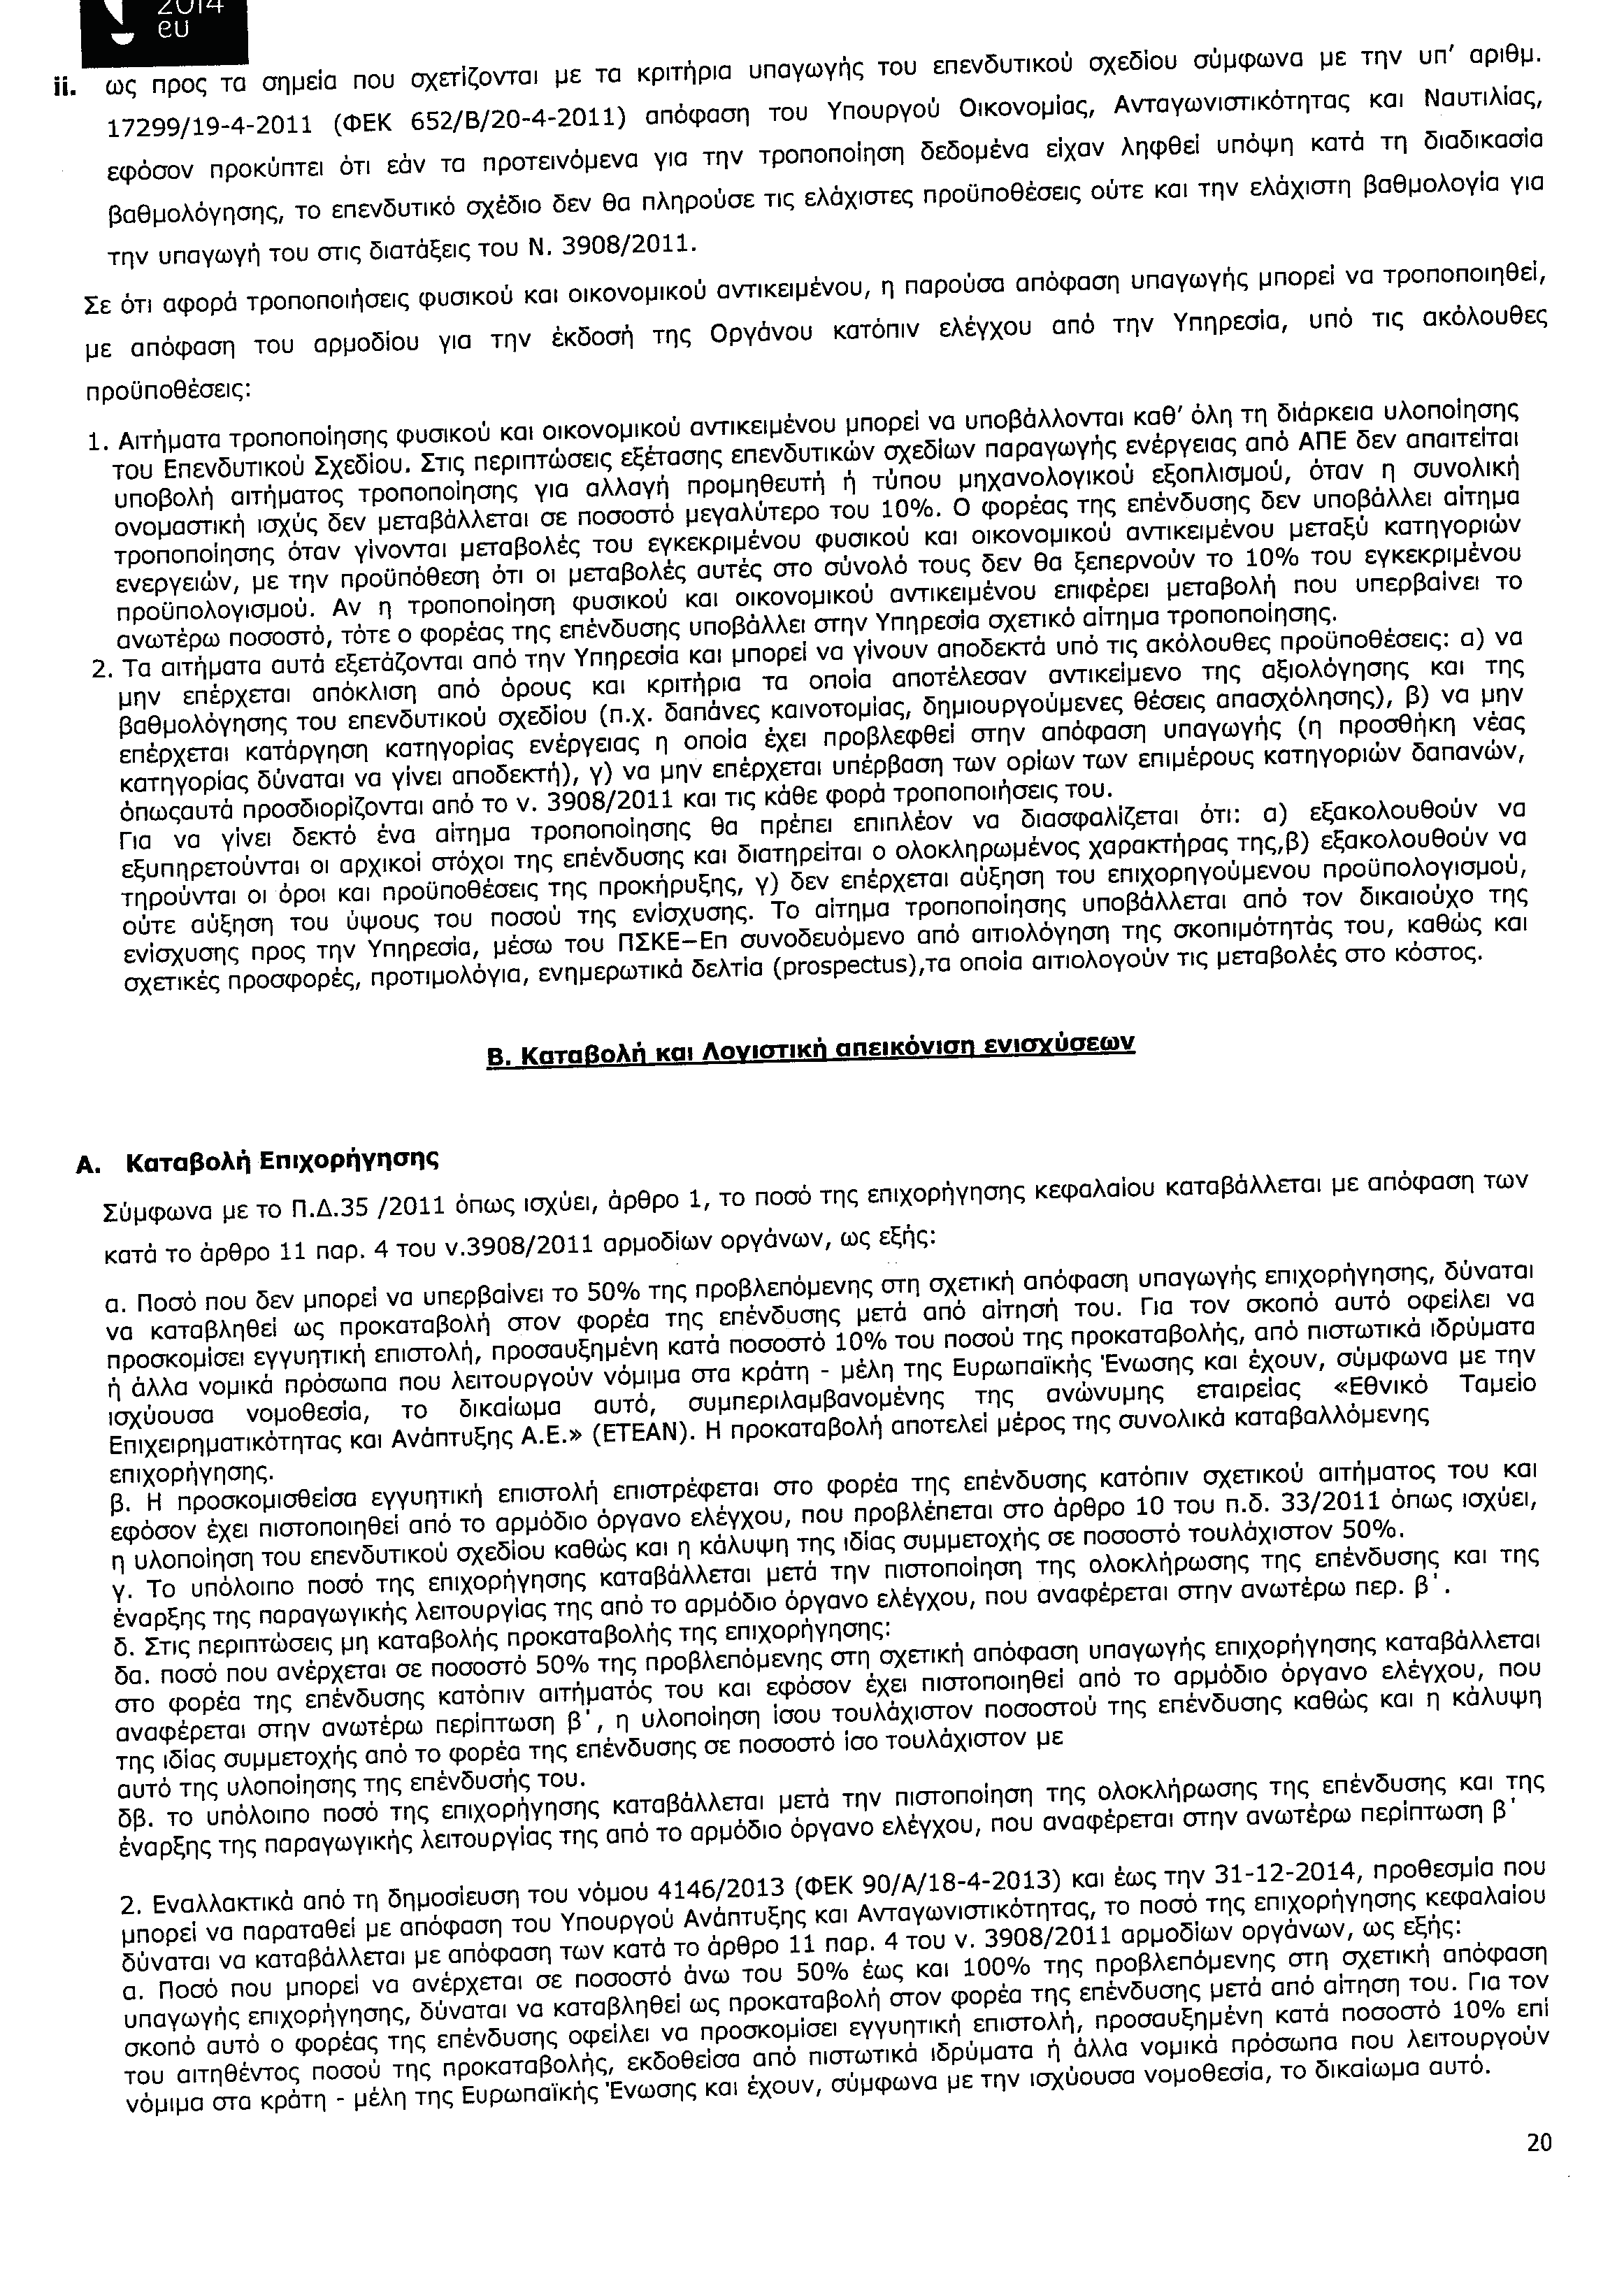 2014
eu
ii. ως προς τα σημεία που σχετίζονται με τα κριτήρια υπαγωγής του επενδυτικού σχεδίου σύμφωνα με την υπ’ αριθμ.
17299/19-4-2011 (ΦΕΚ 652/Β/20-4-2011) απόφαση του Υπουργού Οικονομίας, Ανταγωνιστικότητας και Ναυτιλίας,
εφόσον προκύπτει ότι εάν τα προτεινόμενα για την τροποποίηση δεδομένα είχαν ληφθεί υπόψη κατά τη διαδικασία
βαθμολόγησης, το επενδυτικό σχέδιο δεν θα πληρούσε τις ελάχιστες προϋποθέσεις ούτε και την ελάχιστη βαθμολογία για
την υπαγωγή του στις διατάξεις του Ν. 3908/2011.
Σε ότι αφορά τροποποιήσεις φυσικού και οικονομικού αντικειμένου, η παρούσα απόφαση υπαγωγής μπορεί να τροποποιηθεί,
με απόφαση του αρμοδίου για την έκδοσή της Οργάνου κατόπιν ελέγχου από την Υπηρεσία, υπό τις ακόλουθες
προϋποθέσεις:
1. Αιτήματα τροποποίησης φυσικού και οικονομικού αντικειμένου μπορεί να υποβάλλονται καθ’ όλη τη διάρκεια υλοποίησης
του Επενδυτικού Σχεδίου. Στις περιπτώσεις εξέτασης επενδυτικών σχεδίων παραγωγής ενέργειας από ΑΠΕ δεν απαιτείται
υποβολή αιτήματος τροποποίησης για αλλαγή προμηθευτή ή τύπου μηχανολογικού εξοπλισμού, όταν η συνολική
ονομαστική ισχύς δεν μεταβάλλεται σε ποσοστό μεγαλύτερο του 10%. Ο φορέας της επένδυσης δεν υποβάλλει αίτημα
τροποποίησης όταν γίνονται μεταβολές του εγκεκριμένου φυσικού και οικονομικού αντικειμένου μεταξύ κατηγοριών
ενεργειών, με την προϋπόθεση ότι οι μεταβολές αυτές στο σύνολό τους δεν θα ξεπερνούν το 10% του εγκεκριμένου
προϋπολογισμού. Αν η τροποποίηση φυσικού και οικονομικού αντικειμένου επιφέρει μεταβολή που υπερβαίνει το
ανωτέρω ποσοστό, τότε ο φορέας της επένδυσης υποβάλλει στην Υπηρεσία σχετικό αίτημα τροποποίησης.
2. Τα αιτήματα αυτά εξετάζονται από την Υπηρεσία και μπορεί να γίνουν αποδεκτά υπό τις ακόλουθες προϋποθέσεις: α) να
μην επέρχεται απόκλιση από όρους και κριτήρια τα οποία αποτέλεσαν αντικείμενο της αξιολόγησης και της
βαθμολόγησης του επενδυτικού σχεδίου (π.χ. δαπάνες καινοτομίας, δημιουργούμενες θέσεις απασχόλησης), β) να μην
επέρχεται κατάργηση κατηγορίας ενέργειας η οποία έχει προβλεφθεί στην απόφαση υπαγωγής (η προσθήκη νέας
κατηγορίας δύναται να γίνει αποδεκτή), γ) να μην επέρχεται υπέρβαση των ορίων των επιμέρους κατηγοριών δαπανών,
όπωςαυτά προσδιορίζονται από το ν. 3908/2011 και τις κάθε φορά τροποποιήσεις του.
Για να γίνει δεκτό ένα αίτημα τροποποίησης θα πρέπει επιπλέον να διασφαλίζεται ότι: α) εξακολουθούν να
εξυπηρετούνται οι αρχικοί στόχοι της επένδυσης και διατηρείται ο ολοκληρωμένος χαρακτήρας της,β) εξακολουθούν να
τηρούνται οι όροι και προϋποθέσεις της προκήρυξης, γ) δεν επέρχεται αύξηση του επιχορηγούμενου προϋπολογισμού,
ούτε αύξηση του ύψους του ποσού της ενίσχυσης. Το αίτημα τροποποίησης υποβάλλεται από τον δικαιούχο της
ενίσχυσης προς την Υπηρεσία, μέσω του ΠΣΚΕ–Επ συνοδευόμενο από αιτιολόγηση της σκοπιμότητάς του, καθώς και
σχετικές προσφορές, προτιμολόγια, ενημερωτικά δελτία (prospectus),τα οποία αιτιολογούν τις μεταβολές στο κόστος.
Β. Καταβολή και Λογιστική απεικόνιση ενισχύσεων
Α. Καταβολή Επιχορήγησης
Σύμφωνα με το Π.Δ.35 /2011 όπως ισχύει, άρθρο 1, το ποσό της επιχορήγησης κεφαλαίου καταβάλλεται με απόφαση των
κατά το άρθρο 11 παρ. 4 του ν.3908/2011 αρμοδίων οργάνων, ως εξής:
α. Ποσό που δεν μπορεί να υπερβαίνει το 50% της προβλεπόμενης στη σχετική απόφαση υπαγωγής επιχορήγησης, δύναται
να καταβληθεί ως προκαταβολή στον φορέα της επένδυσης μετά από αίτησή του. Για τον σκοπό αυτό οφείλει να
προσκομίσει εγγυητική επιστολή, προσαυξημένη κατά ποσοστό 10% του ποσού της προκαταβολής, από πιστωτικά ιδρύματα
ή άλλα νομικά πρόσωπα που λειτουργούν νόμιμα στα κράτη - μέλη της Ευρωπαϊκής Ένωσης και έχουν, σύμφωνα με την
ισχύουσα νομοθεσία, το δικαίωμα αυτό, συμπεριλαμβανομένης της ανώνυμης εταιρείας «Εθνικό Ταμείο
Επιχειρηματικότητας και Ανάπτυξης Α.Ε.» (ΕΤΕΑΝ). Η προκαταβολή αποτελεί μέρος της συνολικά καταβαλλόμενης
επιχορήγησης.
β. Η προσκομισθείσα εγγυητική επιστολή επιστρέφεται στο φορέα της επένδυσης κατόπιν σχετικού αιτήματος του και
εφόσον έχει πιστοποιηθεί από το αρμόδιο όργανο ελέγχου, που προβλέπεται στο άρθρο 10 του π.δ. 33/2011 όπως ισχύει,
η υλοποίηση του επενδυτικού σχεδίου καθώς και η κάλυψη της ιδίας συμμετοχής σε ποσοστό τουλάχιστον 50%.
γ. Το υπόλοιπο ποσό της επιχορήγησης καταβάλλεται μετά την πιστοποίηση της ολοκλήρωσης της επένδυσης και της
έναρξης της παραγωγικής λειτουργίας της από το αρμόδιο όργανο ελέγχου, που αναφέρεται στην ανωτέρω περ. β΄.
δ. Στις περιπτώσεις μη καταβολής προκαταβολής της επιχορήγησης:
δα. ποσό που ανέρχεται σε ποσοστό 50% της προβλεπόμενης στη σχετική απόφαση υπαγωγής επιχορήγησης καταβάλλεται
στο φορέα της επένδυσης κατόπιν αιτήματός του και εφόσον έχει πιστοποιηθεί από το αρμόδιο όργανο ελέγχου, που
αναφέρεται στην ανωτέρω περίπτωση β΄, η υλοποίηση ίσου τουλάχιστον ποσοστού της επένδυσης καθώς και η κάλυψη
της ιδίας συμμετοχής από το φορέα της επένδυσης σε ποσοστό ίσο τουλάχιστον με
αυτό της υλοποίησης της επένδυσής του.
δβ. το υπόλοιπο ποσό της επιχορήγησης καταβάλλεται μετά την πιστοποίηση της ολοκλήρωσης της επένδυσης και της
έναρξης της παραγωγικής λειτουργίας της από το αρμόδιο όργανο ελέγχου, που αναφέρεται στην ανωτέρω περίπτωση β΄
2. Εναλλακτικά από τη δημοσίευση του νόμου 4146/2013 (ΦΕΚ 90/Α/18-4-2013) και έως την 31-12-2014, προθεσμία που
μπορεί να παραταθεί με απόφαση του Υπουργού Ανάπτυξης και Ανταγωνιστικότητας, το ποσό της επιχορήγησης κεφαλαίου
δύναται να καταβάλλεται με απόφαση των κατά το άρθρο 11 παρ. 4 του ν. 3908/2011 αρμοδίων οργάνων, ως εξής:
α. Ποσό που μπορεί να ανέρχεται σε ποσοστό άνω του 50% έως και 100% της προβλεπόμενης στη σχετική απόφαση
υπαγωγής επιχορήγησης, δύναται να καταβληθεί ως προκαταβολή στον φορέα της επένδυσης μετά από αίτηση του. Για τον
σκοπό αυτό ο φορέας της επένδυσης οφείλει να προσκομίσει εγγυητική επιστολή, προσαυξημένη κατά ποσοστό 10% επί
του αιτηθέντος ποσού της προκαταβολής, εκδοθείσα από πιστωτικά ιδρύματα ή άλλα νομικά πρόσωπα που λειτουργούν
νόμιμα στα κράτη - μέλη της Ευρωπαϊκής Ένωσης και έχουν, σύμφωνα με την ισχύουσα νομοθεσία, το δικαίωμα αυτό.
20